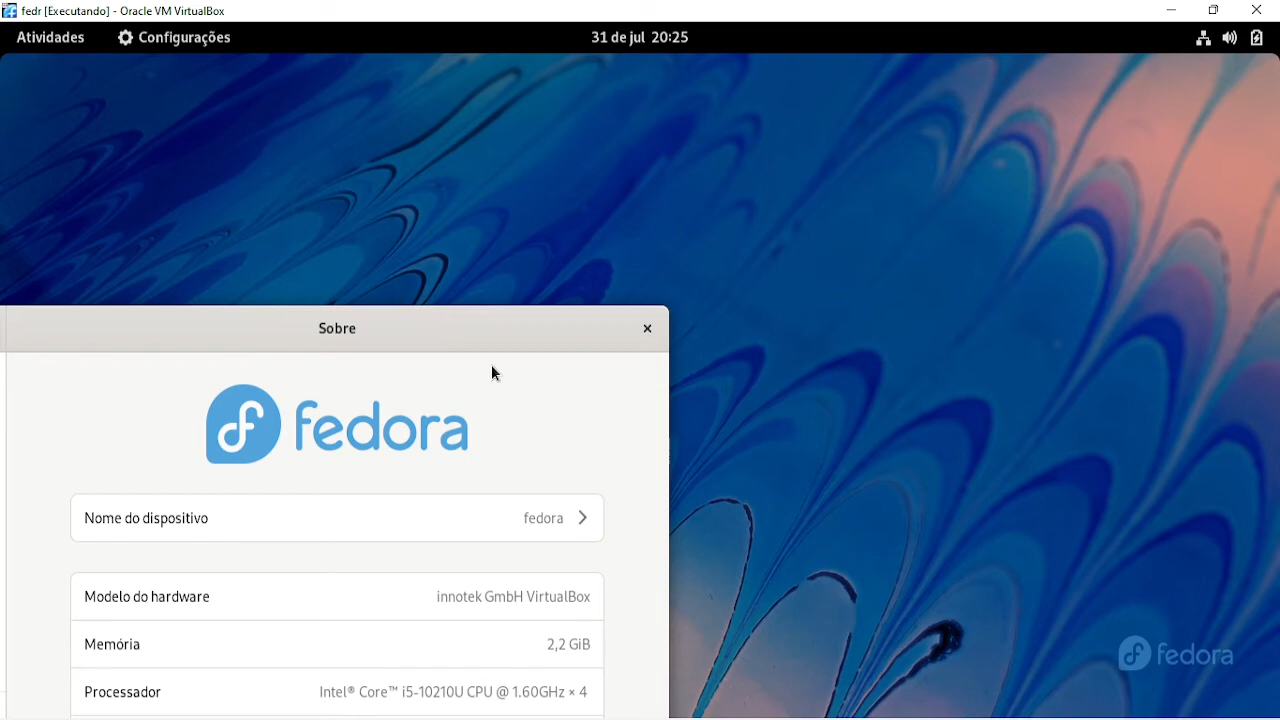 fedr [Executando] - Oracle VM VirtualBox
Atividades Configurações 31 de jul 20:25
Sobre
fedora
Nome do dispositivo fedora
Modelo do hardware innotek GmbH VirtualBox
Memória 2,2 GiB
Processador Intel® Core™ i5-10210U CPU @ 1.60GHz × 4
fedora